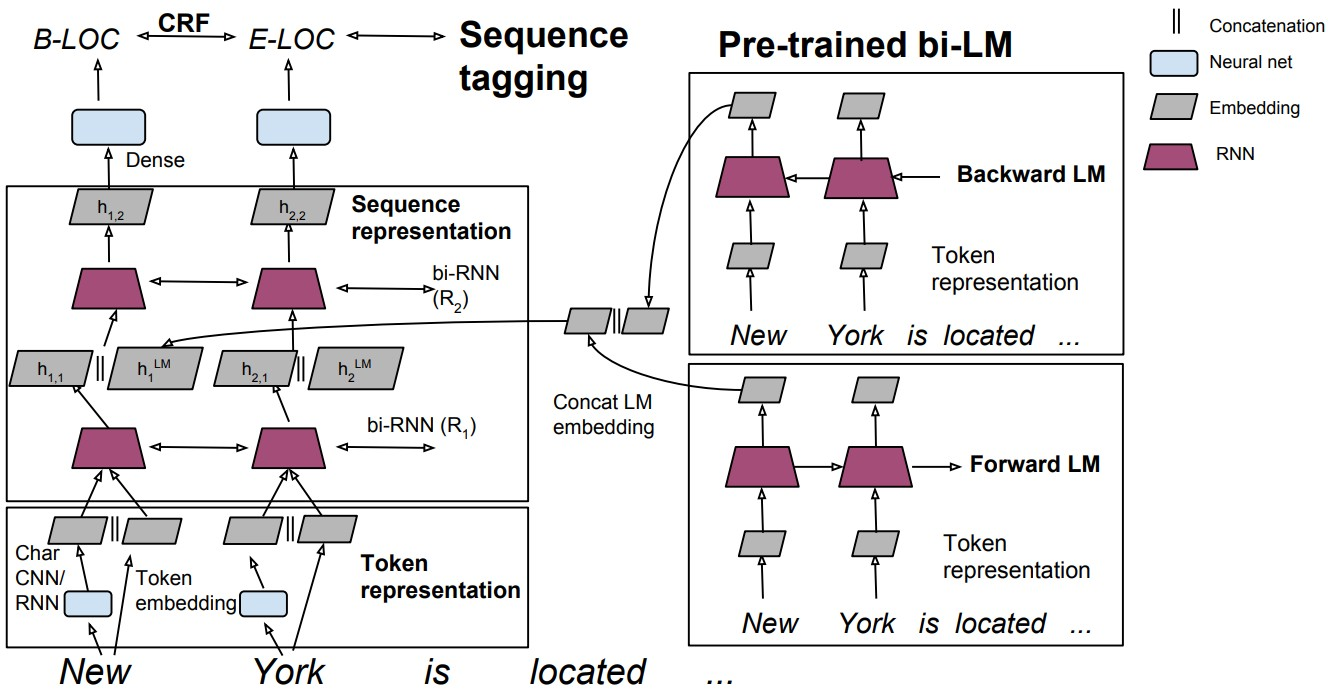 B-LOC CRF E-LOC
Sequence
tagging
Dense
h1,2
h2,2
Sequence
representation
bi-RNN
(R2)
h1,1
h1LM
h2,1
h2LM
bi-RNN (R1)
Char
CNN/
RNN
Token
embedding
Token
representation
New York is located ...
Concat LM
embedding
Pre-trained bi-LM
Backward LM
Token
representation
New York is located ...
Forward LM
Token
representation
New York is located ...
|| Concatenation
Neural net
Embedding
RNN